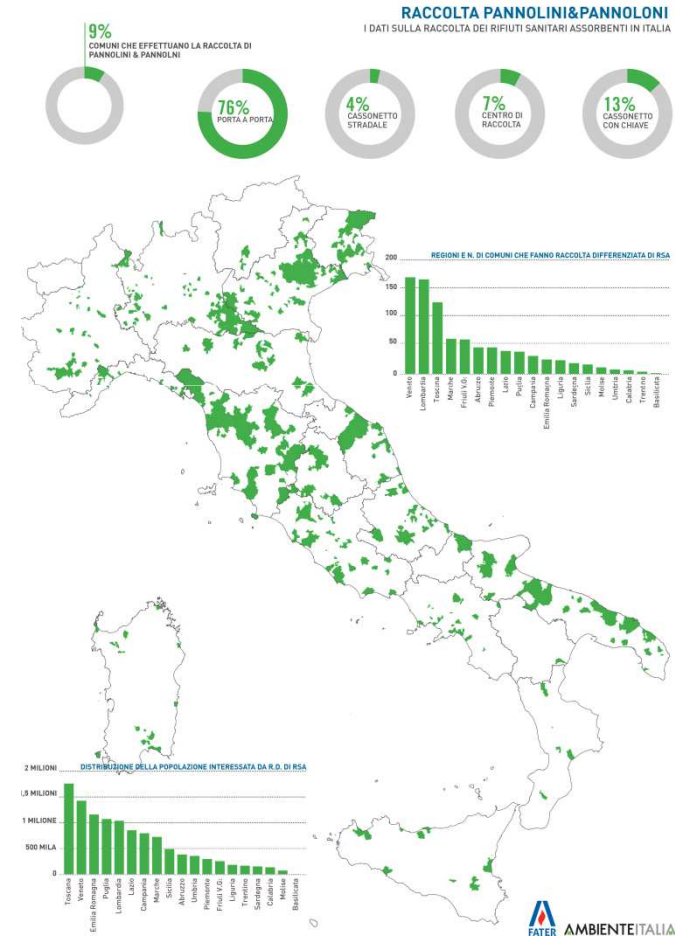 RACCOLTA PANNOLINI&PANNOLONI
I DATI SULLA RACCOLTA DEI RIFIUTI SANITARI ASSORBENTI IN ITALIA
9%
COMUNI CHE EFFETTUANO LA RACCOLTA DI
PANNOLINI & PANNOLNI
76%
PORTA A PORTA
4%
CASSONETTO
STRADALE
7%
CENTRO DI
RACCOLTA
13%
CASSONETTO
CON CHIAVE
REGIONI E N. DI COMUNI CHE FANNO RACCOLTA DIFFERENZIATA DI RSA
200
150
100
50
0
Veneto
Lombardia
Toscana
Marche
Friuli V.G.
Abruzzo
Piemonte
Lazio
Puglia
Campania
Emilia Romagna
Liguria
Sardegna
Sicilia
Molise
Umbria
Calabria
Trentino
Basilicata
DISTRIBUZIONE DELLA POPOLAZIONE INTERESSATA DA R.D. DI RSA
2 MILIONI
,5 MILIONI
1 MILIONE
500 MILA
0
Toscana
Veneto
Emilia Romagna
Puglia
Lombardia
Lazio
Campania
Marche
Sicilia
Abruzzo
Umbria
Piemonte
Friuli V.G.
Liguria
Trentino
Sardegna
Calabria
Molise
Basilicata
FATER
AMBIENTEITALIA